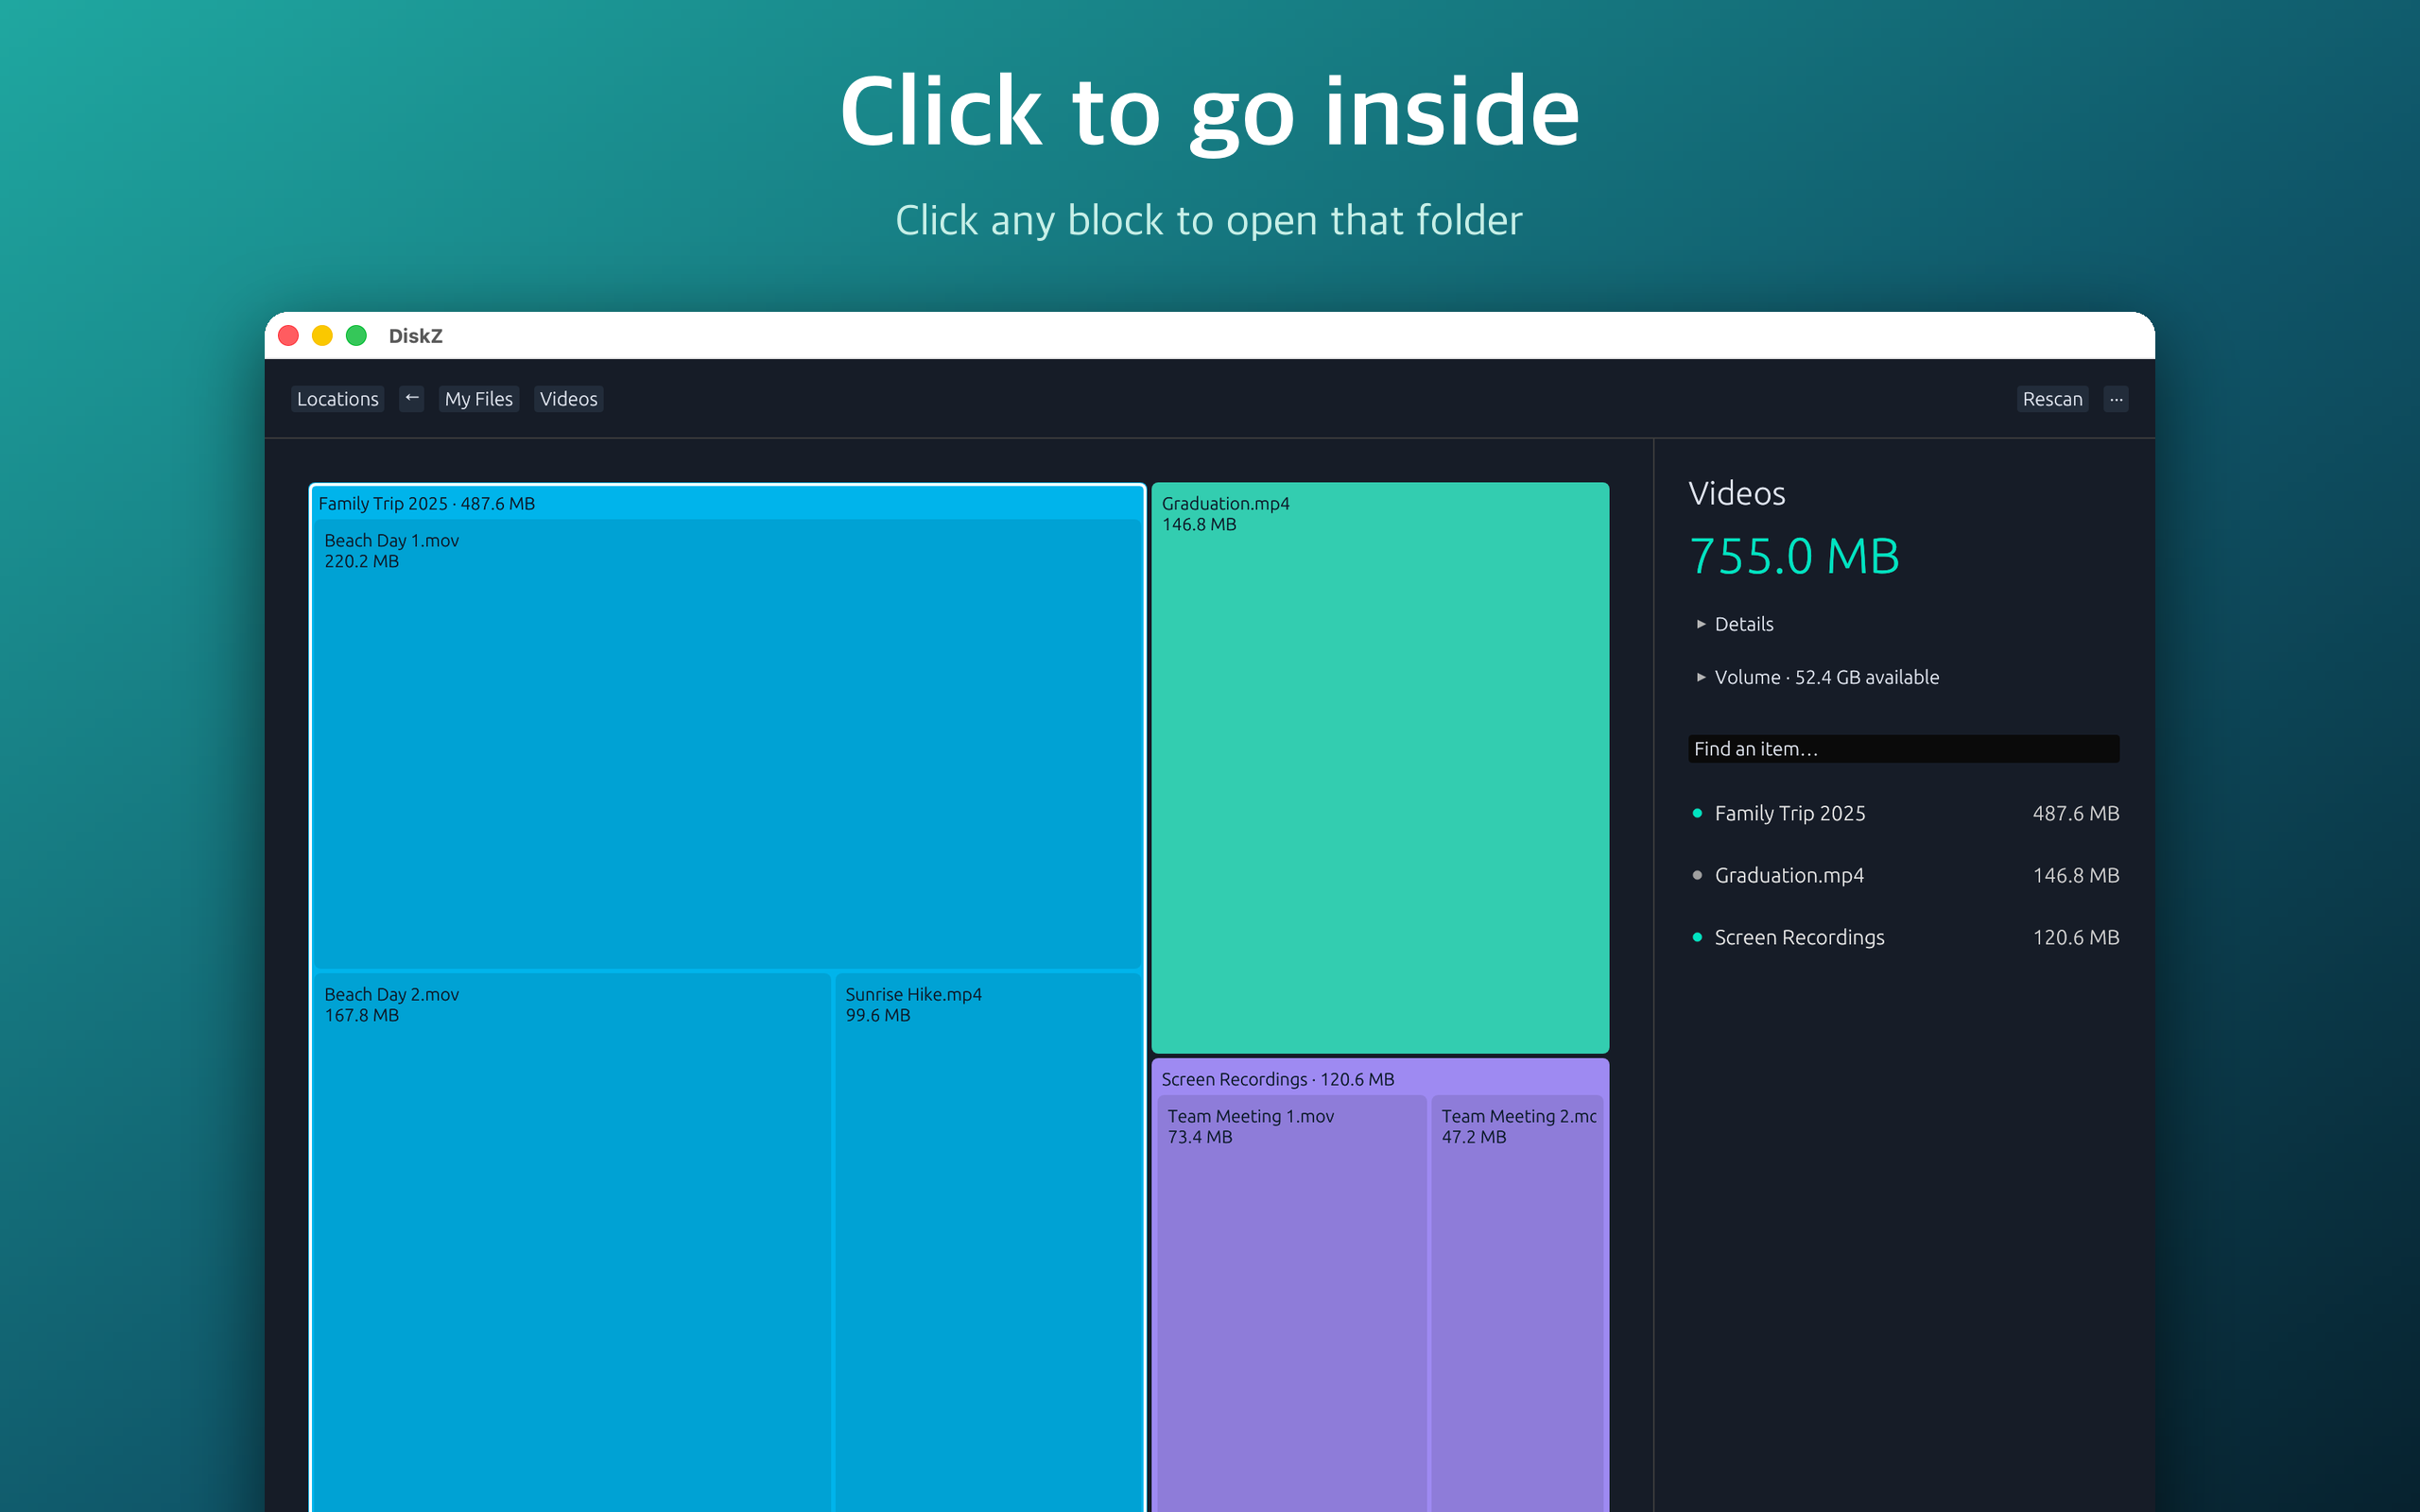 Click to go inside
Click any block to open that folder
DiskZ
Locations ← My Files Videos Rescan ...
Family Trip 2025 · 487.6 MB
Beach Day 1.mov
220.2 MB
Beach Day 2.mov
167.8 MB
Sunrise Hike.mp4
99.6 MB
Graduation.mp4
146.8 MB
Screen Recordings · 120.6 MB
Team Meeting 1.mov
73.4 MB
Team Meeting 2.mo
47.2 MB
Videos
755.0 MB
Details
Volume · 52.4 GB available
Find an item...
Family Trip 2025 487.6 MB
Graduation.mp4 146.8 MB
Screen Recordings 120.6 MB